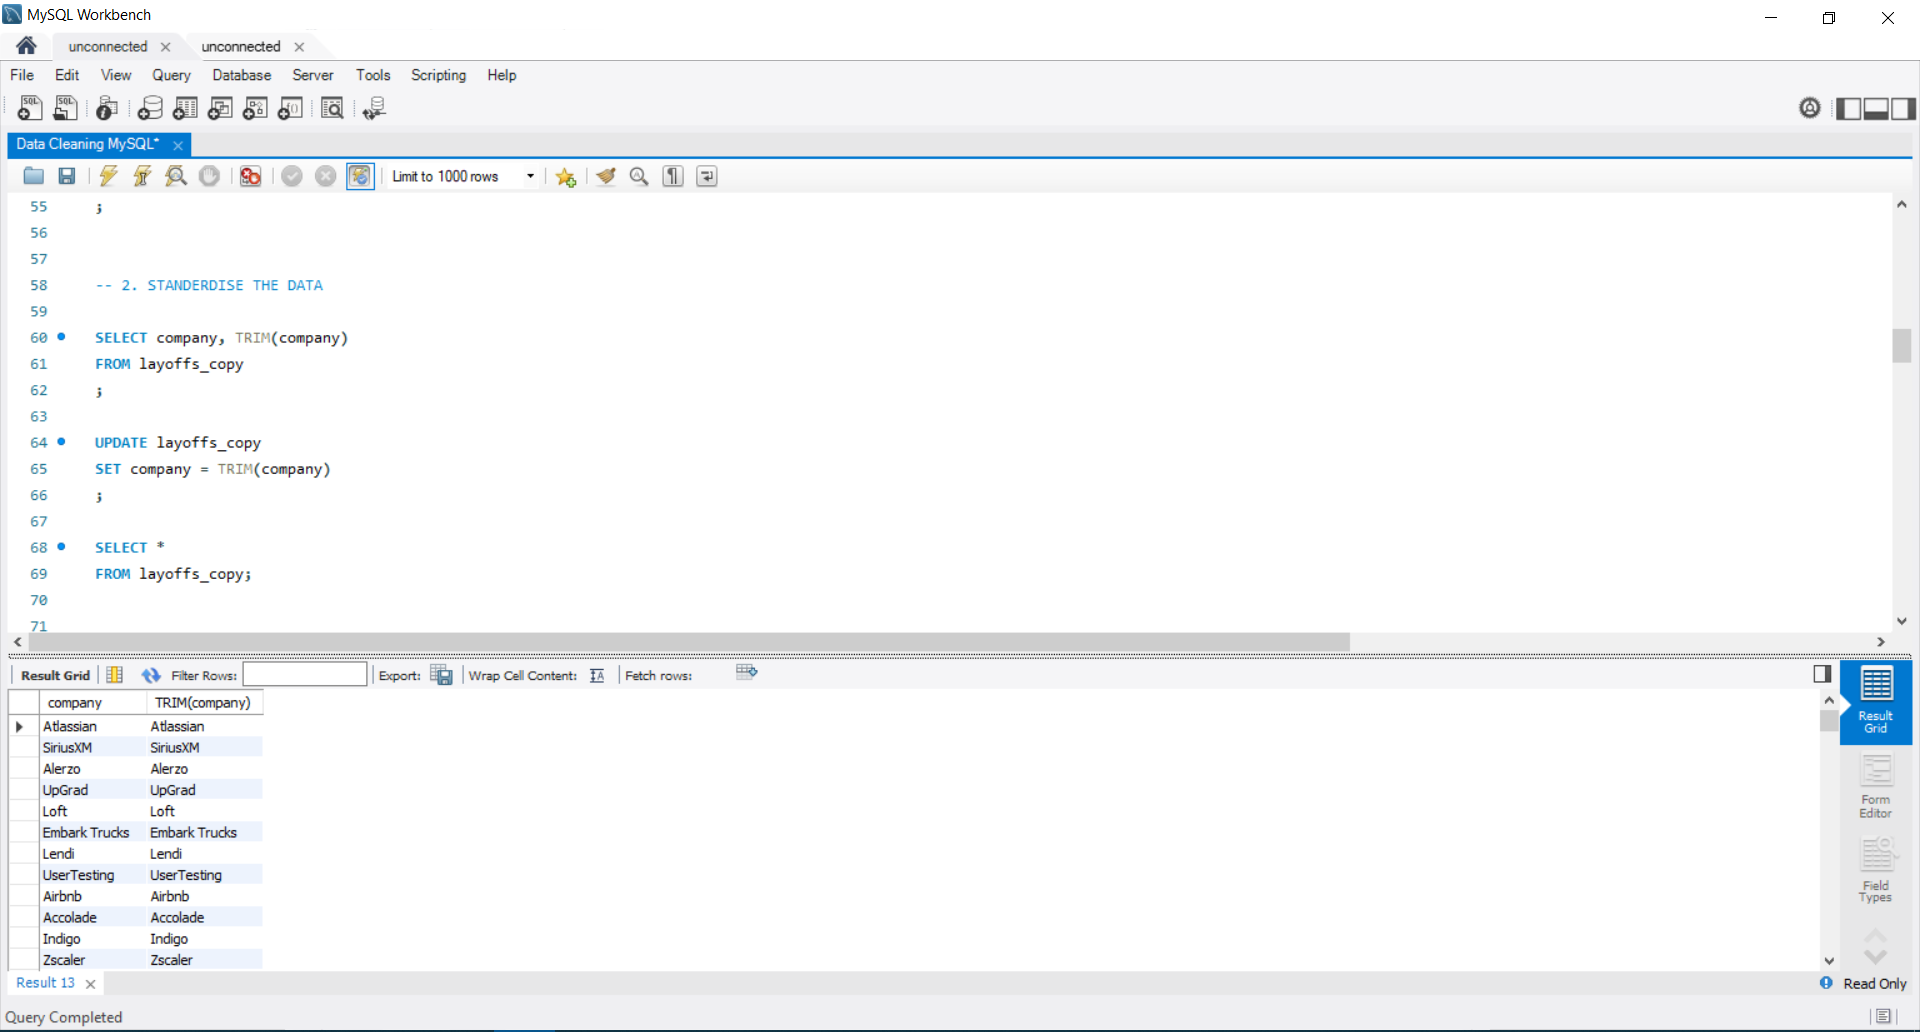 MySQL Workbench
unconnected
unconnected
File Edit View Query Database Server Tools Scripting Help
Data Cleaning MySQL*
Limit to 1000 rows
55 ;
56
57
58 -- 2. STANDERDISE THE DATA
59
60 SELECT company, TRIM(company)
61 FROM layoffs_copy
62 ;
63
64 UPDATE layoffs_copy
65 SET company = TRIM(company)
66 ;
67
68 SELECT *
69 FROM layoffs_copy;
70
71
Result Grid Filter Rows: Export: Wrap Cell Content: Fetch rows:
company TRIM(company)
Atlassian Atlassian
SiriusXM SiriusXM
Alerzo Alerzo
UpGrad UpGrad
Loft Loft
Embark Trucks Embark Trucks
Lendi Lendi
UserTesting UserTesting
Airbnb Airbnb
Accolade Accolade
Indigo Indigo
Zscaler Zscaler
Result
Grid
Form
Editor
Field
Types
Result 13
Read Only
Query Completed